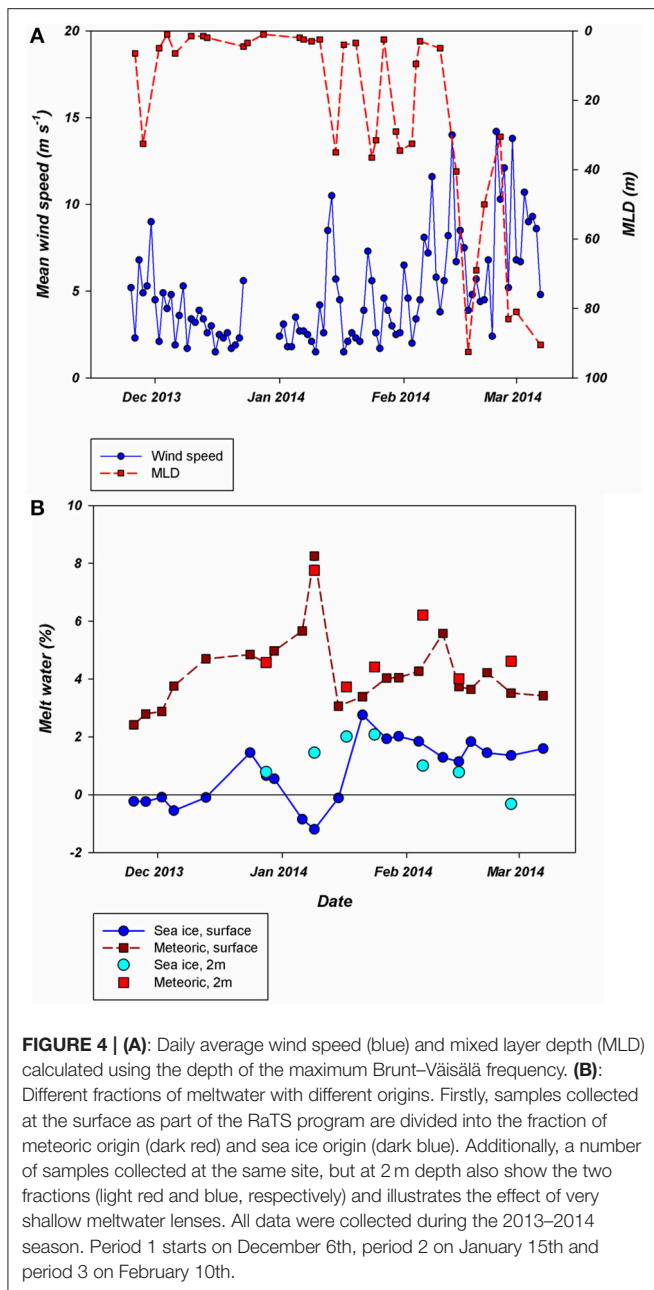 A
20
15
10
5
0
Mean wind speed (m s⁻¹)
0
20
40
60
80
100
MLD (m)
Dec 2013
Jan 2014
Feb 2014
Mar 2014
Wind speed
MLD
B
10
8
6
4
2
0
-2
Melt water (%)
Dec 2013
Jan 2014
Feb 2014
Mar 2014
Date
Sea ice, surface
Meteoric, surface
Sea ice, 2m
Meteoric, 2m
FIGURE 4 | (A): Daily average wind speed (blue) and mixed layer depth (MLD)
calculated using the depth of the maximum Brunt–Väisälä frequency. (B):
Different fractions of meltwater with different origins. Firstly, samples collected
at the surface as part of the RaTS program are divided into the fraction of
meteoric origin (dark red) and sea ice origin (dark blue). Additionally, a number
of samples collected at the same site, but at 2 m depth also show the two
fractions (light red and blue, respectively) and illustrates the effect of very
shallow meltwater lenses. All data were collected during the 2013–2014
season. Period 1 starts on December 6th, period 2 on January 15th and
period 3 on February 10th.